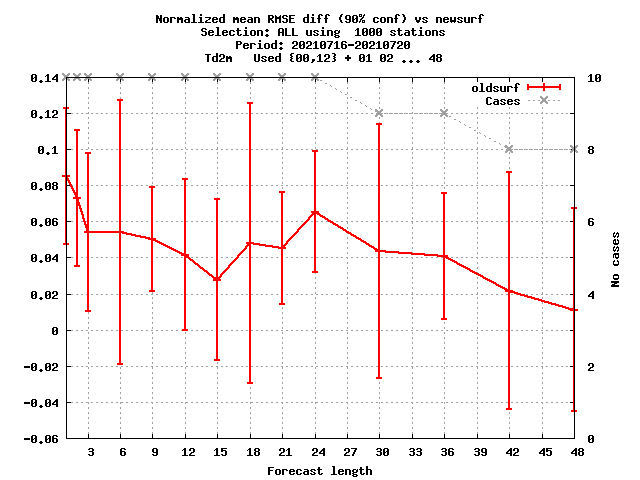 Normalized mean RMSE diff (90% conf) vs newsurf
Selection: ALL using  1000 stations
Period: 20210716-20210720
Td2m   Used {00,12} + 01 02 ... 48
oldsurf
Cases
0.14
0.12
0.1
0.08
0.06
0.04
0.02
0
-0.02
-0.04
-0.06
10
8
6
4
2
0
No cases
3 6 9 12 15 18 21 24 27 30 33 36 39 42 45 48
Forecast length